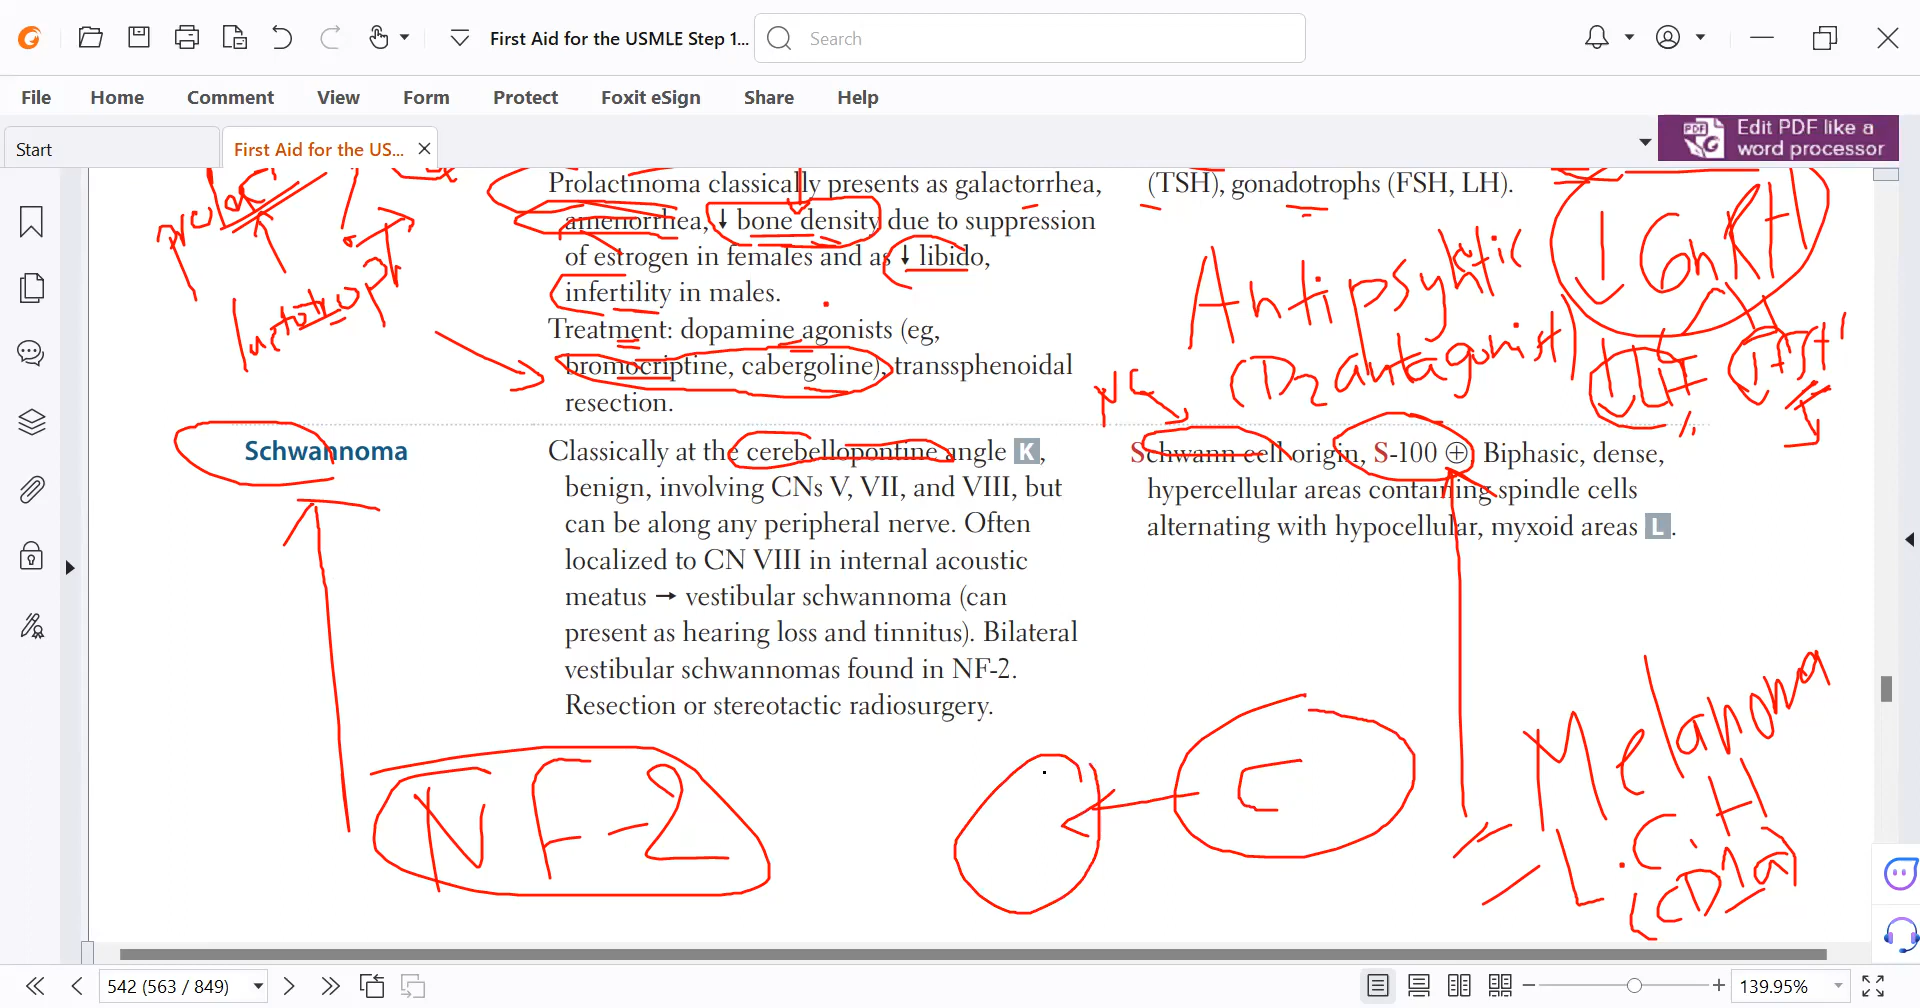 First Aid for the USMLE Step 1...
Search
File Home Comment View Form Protect Foxit eSign Share Help
Start
First Aid for the US...
Edit PDF like a
word processor
Prolactinoma classically presents as galactorrhea,
amenorrhea, ↓ bone density due to suppression
of estrogen in females and as ↓ libido,
infertility in males.
Treatment: dopamine agonists (eg,
bromocriptine, cabergoline), transsphenoidal
resection.
(TSH), gonadotrophs (FSH, LH).
↓ GnRH
Antipsychotic
(D2 antagonist)
↓LH
↓FSH
NC
Schwannoma
Classically at the cerebellopontine angle K,
benign, involving CNs V, VII, and VIII, but
can be along any peripheral nerve. Often
localized to CN VIII in internal acoustic
meatus → vestibular schwannoma (can
present as hearing loss and tinnitus). Bilateral
vestibular schwannomas found in NF-2.
Resection or stereotactic radiosurgery.
Schwann cell origin, S-100 ⊕. Biphasic, dense,
hypercellular areas containing spindle cells
alternating with hypocellular, myxoid areas L.
NF-2
C
Melanoma
L.C.H
(CD1a)
542 (563 / 849)
139.95%